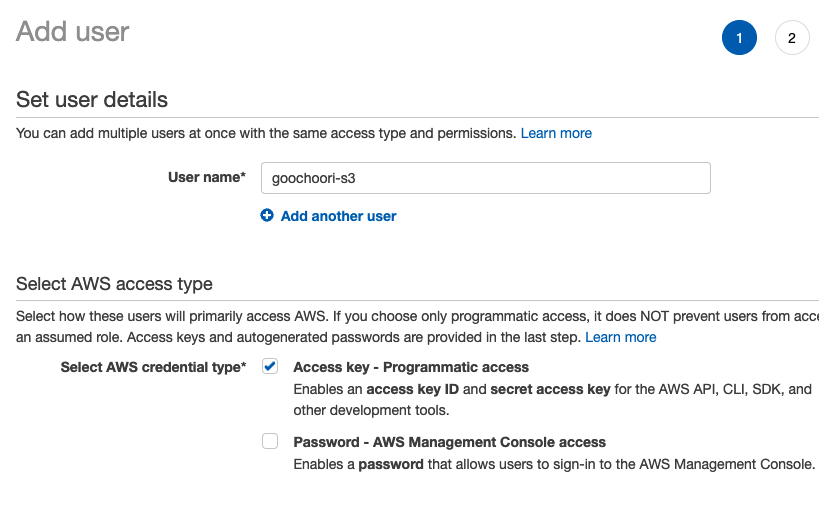 Add user
1
2
Set user details
You can add multiple users at once with the same access type and permissions. Learn more
User name*
goochoori-s3
Add another user
Select AWS access type
Select how these users will primarily access AWS. If you choose only programmatic access, it does NOT prevent users from acce
an assumed role. Access keys and autogenerated passwords are provided in the last step. Learn more
Select AWS credential type*
Access key - Programmatic access
Enables an access key ID and secret access key for the AWS API, CLI, SDK, and
other development tools.
Password - AWS Management Console access
Enables a password that allows users to sign-in to the AWS Management Console.